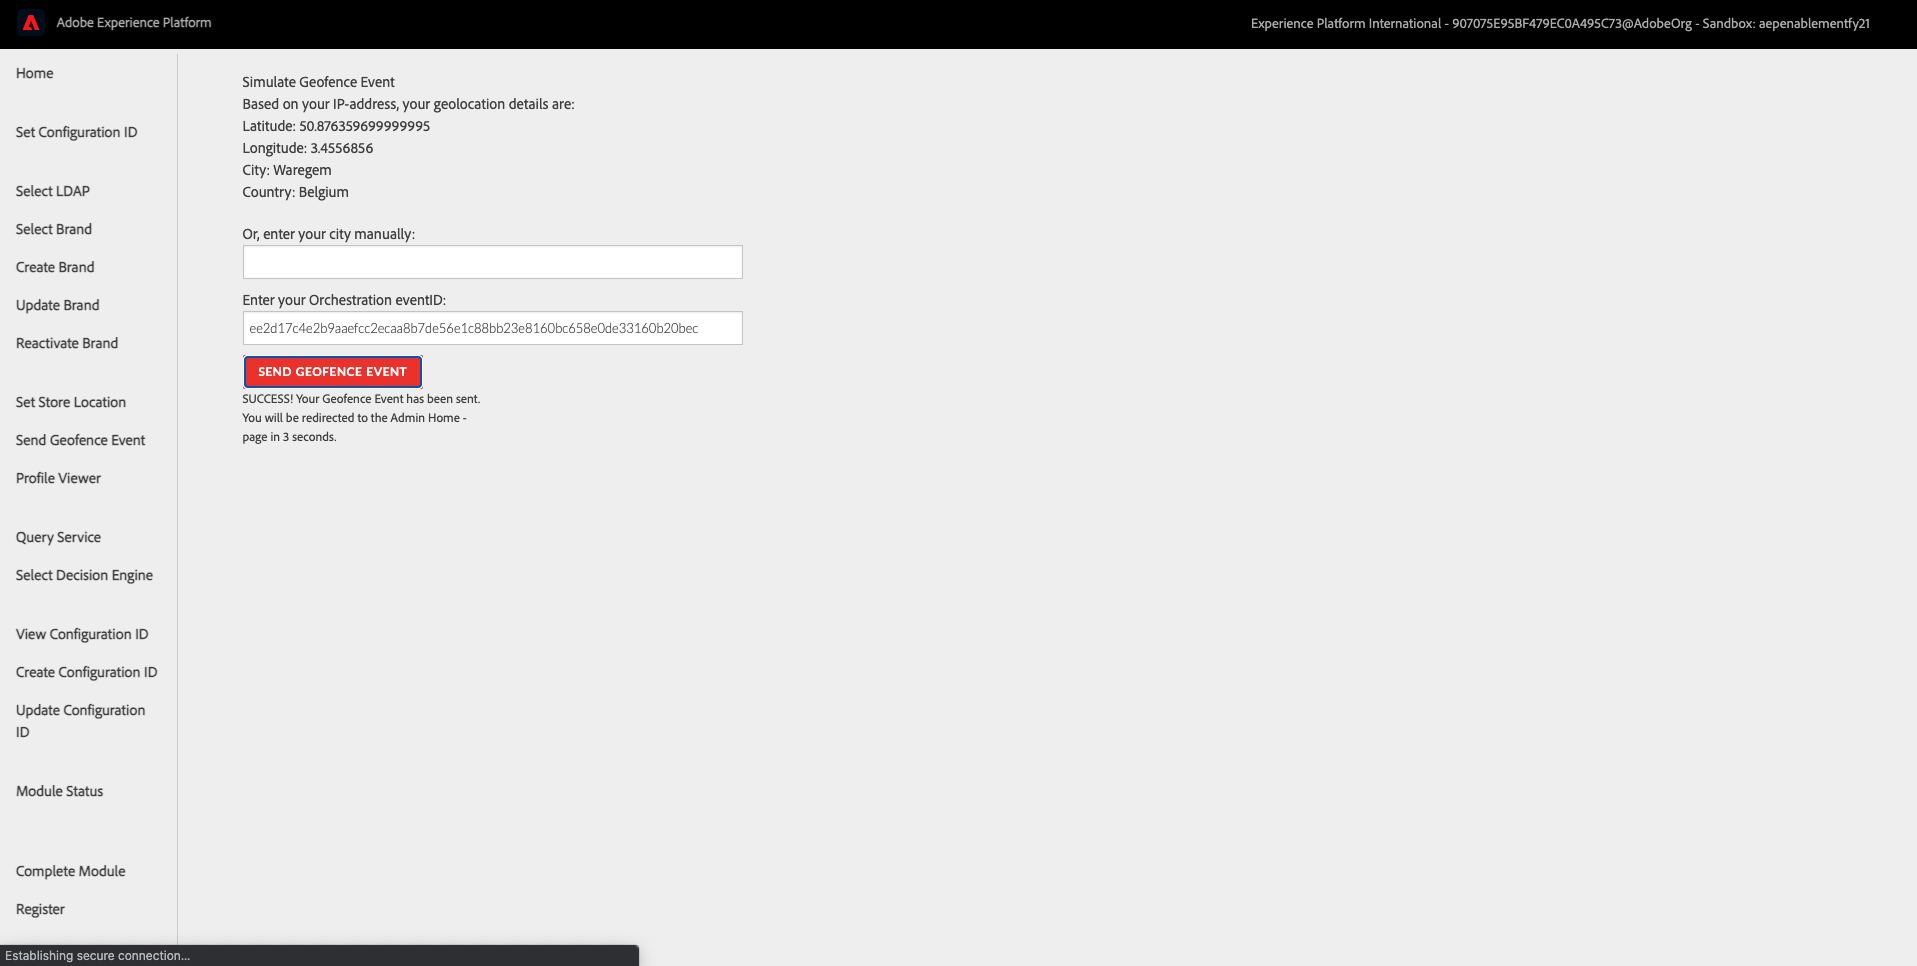 Adobe Experience Platform
Experience Platform International - 907075E95BF479EC0A495C73@AdobeOrg - Sandbox: aepenablementfy21
Home
Set Configuration ID
Select LDAP
Select Brand
Create Brand
Update Brand
Reactivate Brand
Set Store Location
Send Geofence Event
Profile Viewer
Query Service
Select Decision Engine
View Configuration ID
Create Configuration ID
Update Configuration
ID
Module Status
Complete Module
Register
Simulate Geofence Event
Based on your IP-address, your geolocation details are:
Latitude: 50.876359699999995
Longitude: 3.4556856
City: Waregem
Country: Belgium
Or, enter your city manually:
Enter your Orchestration eventID:
ee2d17c4e2b9aaefcc2ecaa8b7de56e1c88bb23e8160bc658e0de33160b20bec
SEND GEOFENCE EVENT
SUCCESS! Your Geofence Event has been sent.
You will be redirected to the Admin Home -
page in 3 seconds.
Establishing secure connection...